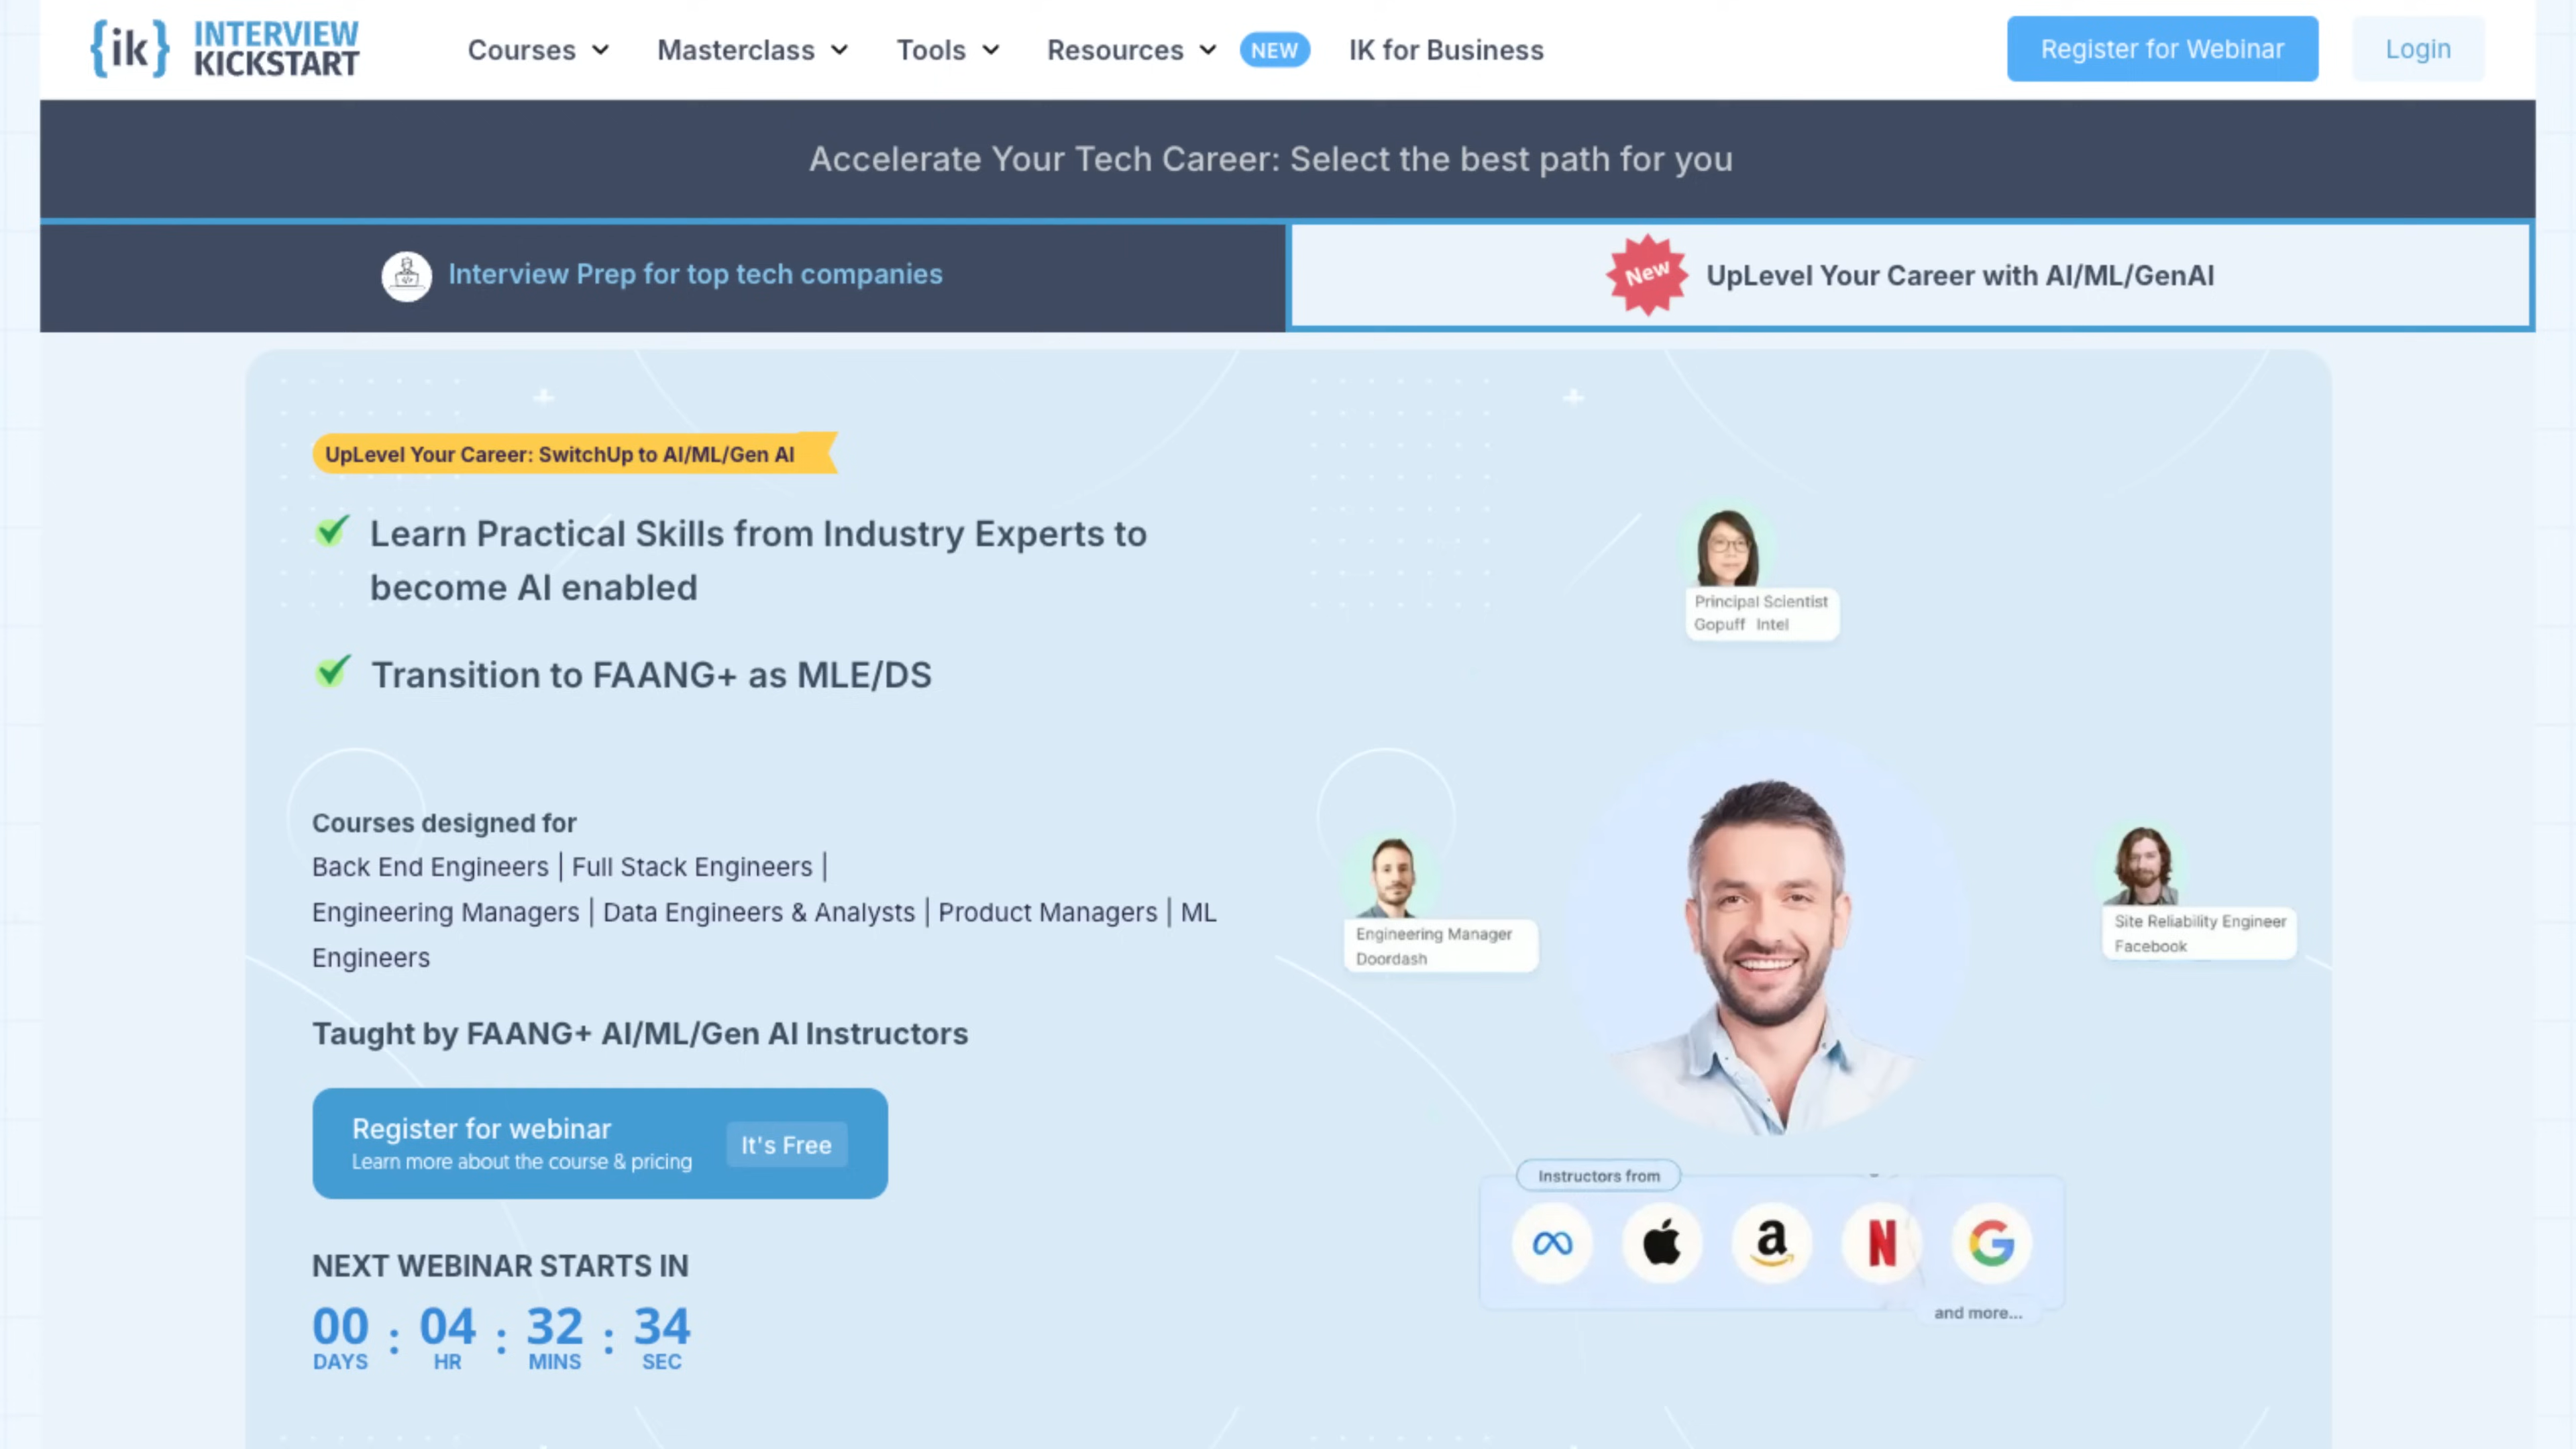 {ik} INTERVIEW
KICKSTART
Courses
Masterclass
Tools
Resources
NEW
IK for Business
Register for Webinar
Login
Accelerate Your Tech Career: Select the best path for you
Interview Prep for top tech companies
New
UpLevel Your Career with AI/ML/GenAI
UpLevel Your Career: SwitchUp to AI/ML/Gen AI
Learn Practical Skills from Industry Experts to
become AI enabled
Transition to FAANG+ as MLE/DS
Courses designed for
Back End Engineers | Full Stack Engineers |
Engineering Managers | Data Engineers & Analysts | Product Managers | ML
Engineers
Taught by FAANG+ AI/ML/Gen AI Instructors
Register for webinar
Learn more about the course & pricing
It's Free
NEXT WEBINAR STARTS IN
00 : 04 : 32 : 34
DAYS HR MINS SEC
Principal Scientist
Gopuff Intel
Engineering Manager
Doordash
Site Reliability Engineer
Facebook
Instructors from
a N G
and more...